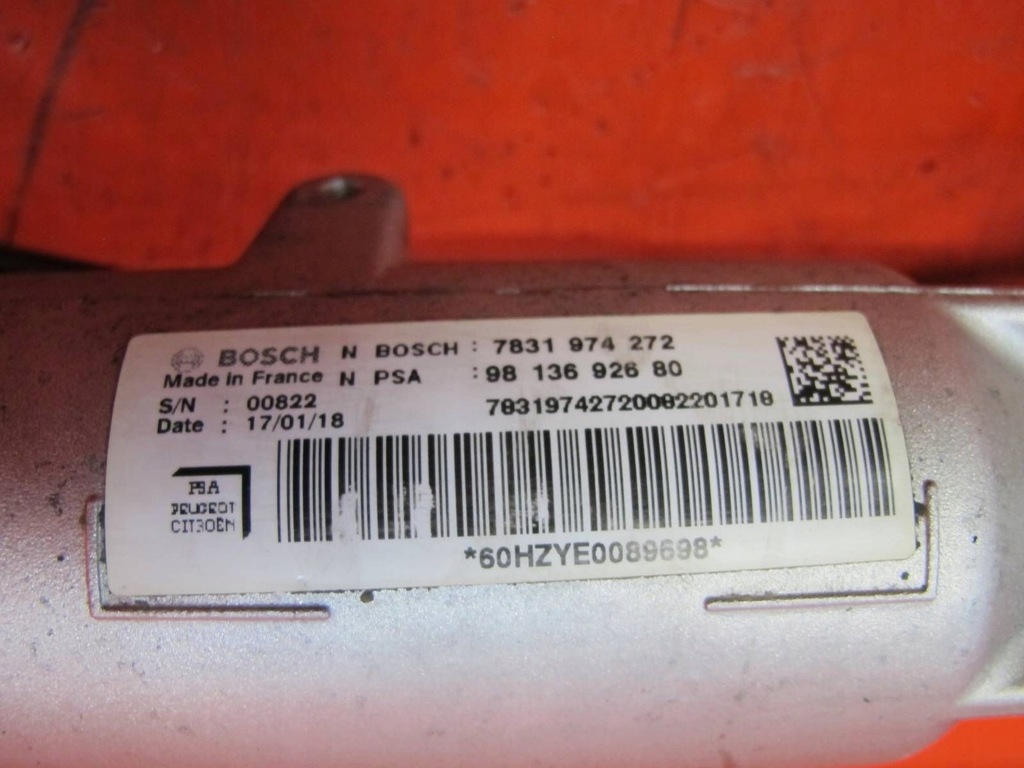 BOSCH N BOSCH : 7831 974 272
Made in France N PSA : 98 136 926 80
S/N : 00822 78319742720082201718
Date : 17/01/18
PSA
PEUGEOT
CITROËN
*60HZYE0089698*